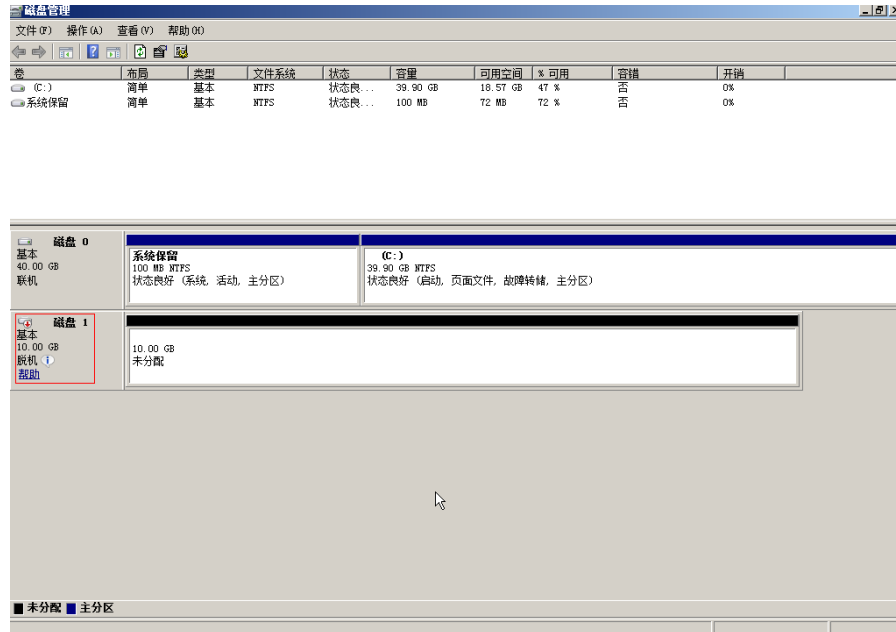 磁盘管理
文件(F) 操作(A) 查看(V) 帮助(H)
卷 布局 类型 文件系统 状态 容量 可用空间 % 可用 容错 开销
(C:) 简单 基本 NTFS 状态良... 39.90 GB 18.57 GB 47 % 否 0%
系统保留 简单 基本 NTFS 状态良... 100 MB 72 MB 72 % 否 0%
磁盘 0
基本
40.00 GB
联机
系统保留
100 MB NTFS
状态良好 (系统, 活动, 主分区)
(C:)
39.90 GB NTFS
状态良好 (启动, 页面文件, 故障转储, 主分区)
磁盘 1
基本
10.00 GB
脱机
帮助
10.00 GB
未分配
未分配 主分区